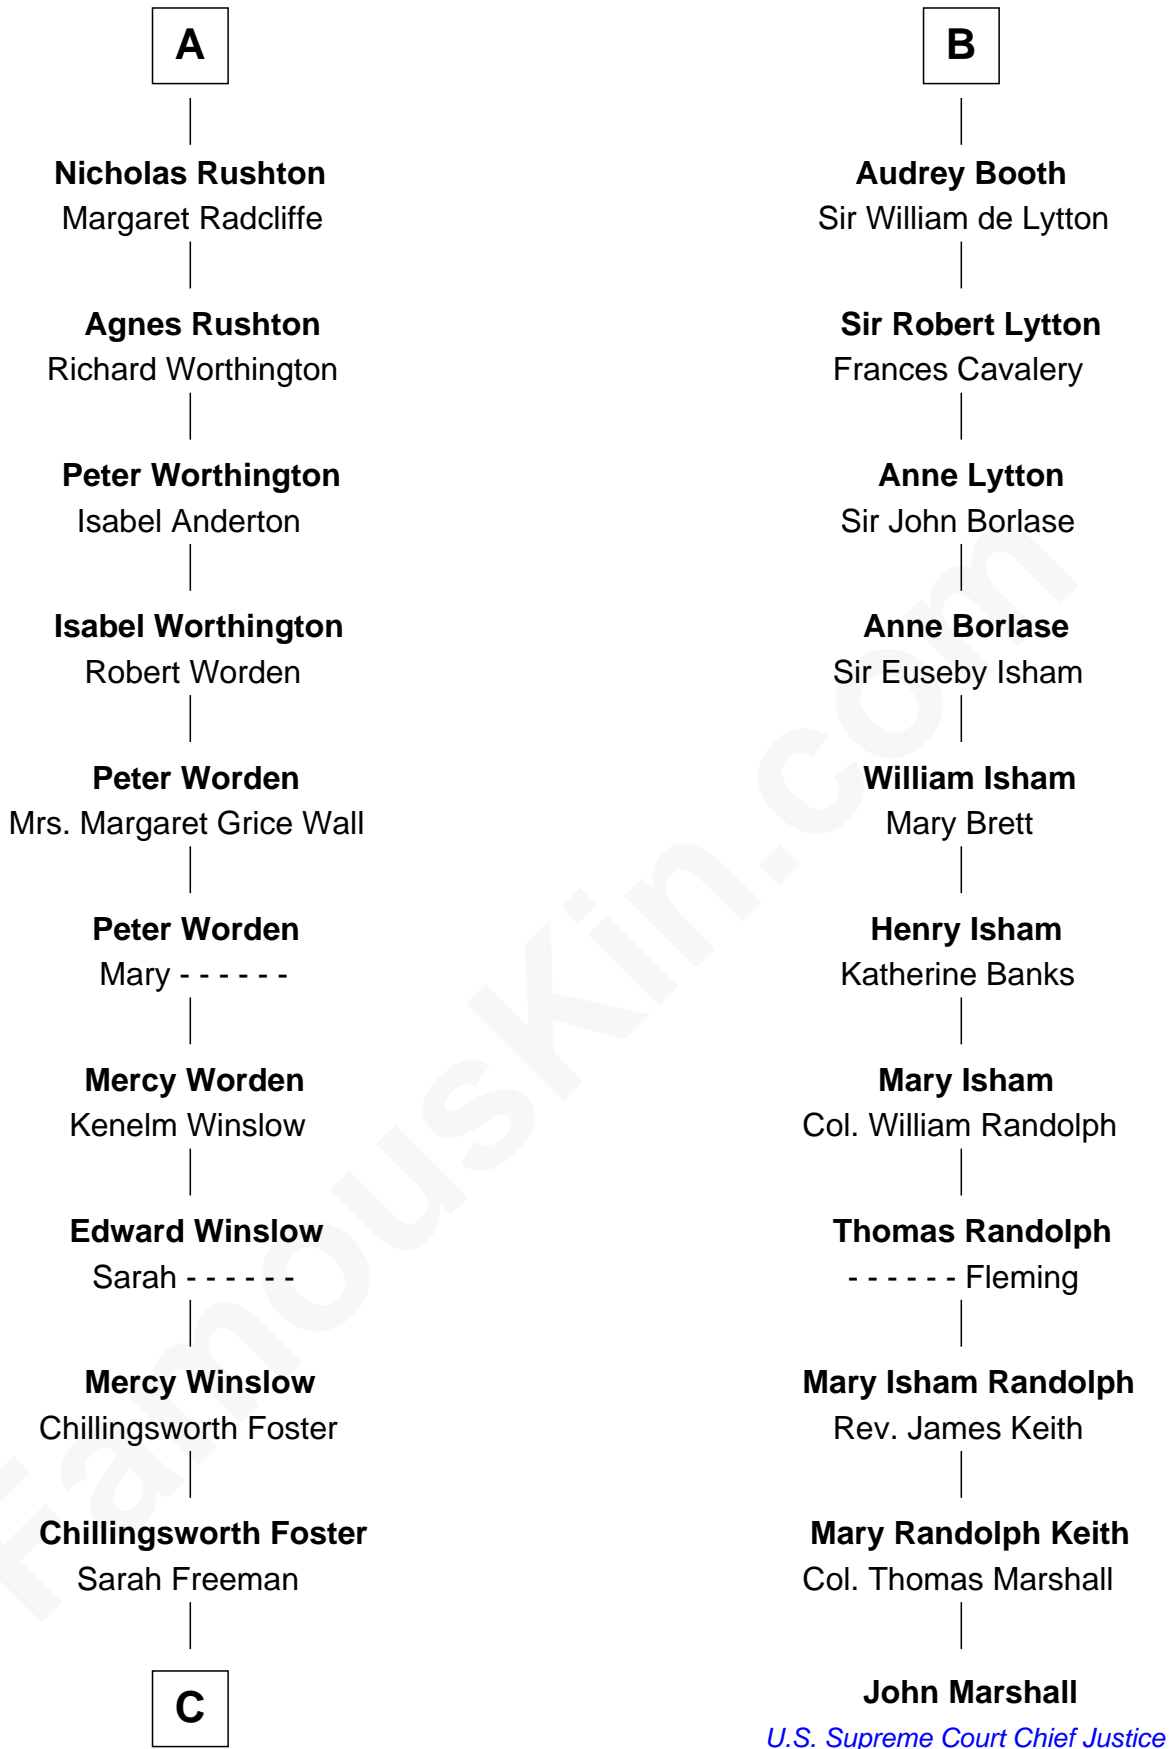 A
Nicholas Rushton
Margaret Radcliffe
Agnes Rushton
Richard Worthington
Peter Worthington
Isabel Anderton
Isabel Worthington
Robert Worden
Peter Worden
Mrs. Margaret Grice Wall
Peter Worden
Mary - - - - - -
Mercy Worden
Kenelm Winslow
Edward Winslow
Sarah - - - - - -
Mercy Winslow
Chillingsworth Foster
Chillingsworth Foster
Sarah Freeman
C
B
Audrey Booth
Sir William de Lytton
Sir Robert Lytton
Frances Cavalery
Anne Lytton
Sir John Borlase
Anne Borlase
Sir Euseby Isham
William Isham
Mary Brett
Henry Isham
Katherine Banks
Mary Isham
Col. William Randolph
Thomas Randolph
- - - - - - Fleming
Mary Isham Randolph
Rev. James Keith
Mary Randolph Keith
Col. Thomas Marshall
John Marshall
U.S. Supreme Court Chief Justice
FamousKin.com